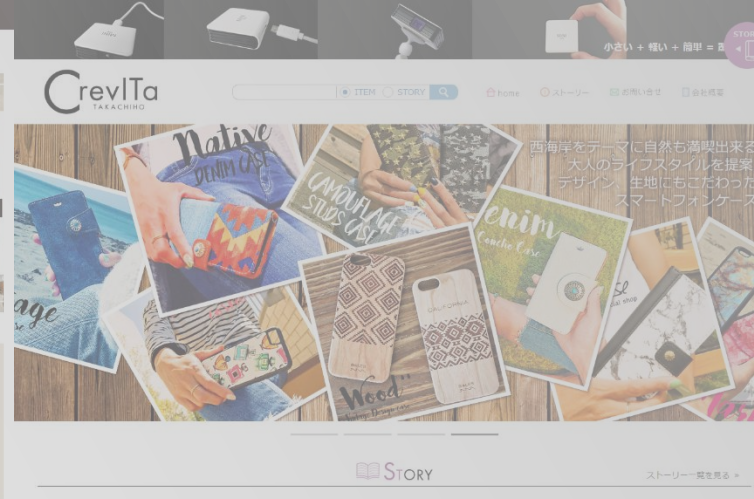 小さい + 軽い + 簡単 =
STOR
CrevITa
TAKACHIHO
ITEM STORY
home ストーリー お問い合せ 会社概要
西海岸をテーマに自然も満喫出来る
大人のライフスタイルを提案
デザイン 生地にもこだわった
スマートフォンケース
Native
DENIM CASE
CAMOUFLAGE
STUDS CASE
enim
Concho Case
age
CALIFORNIA
Wood
STORY
ストーリー一覧を見る »